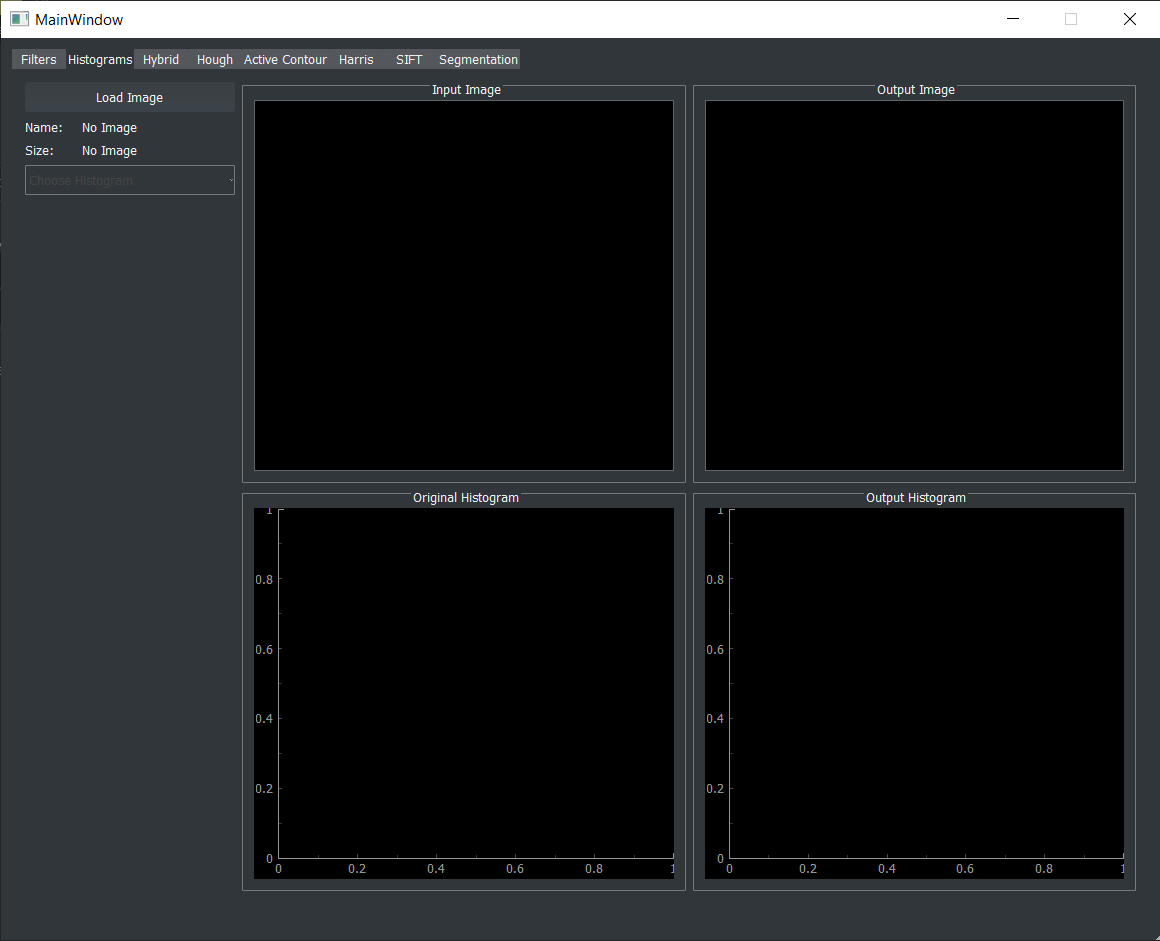 MainWindow
Filters Histograms Hybrid Hough Active Contour Harris SIFT Segmentation
Load Image
Name: No Image
Size: No Image
Choose Histogram
Input Image
Output Image
Original Histogram
1
0.8
0.6
0.4
0.2
0
0 0.2 0.4 0.6 0.8 1
Output Histogram
1
0.8
0.6
0.4
0.2
0
0 0.2 0.4 0.6 0.8 1